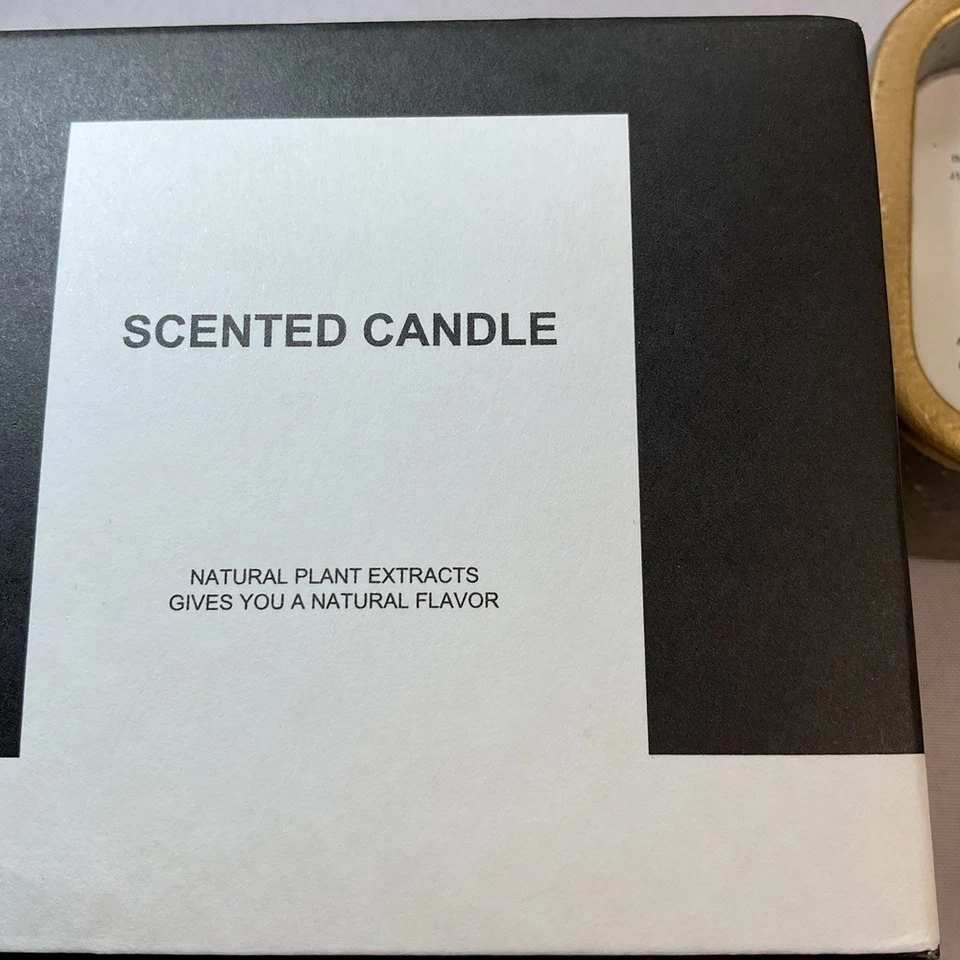 SCENTED CANDLE
NATURAL PLANT EXTRACTS
GIVES YOU A NATURAL FLAVOR